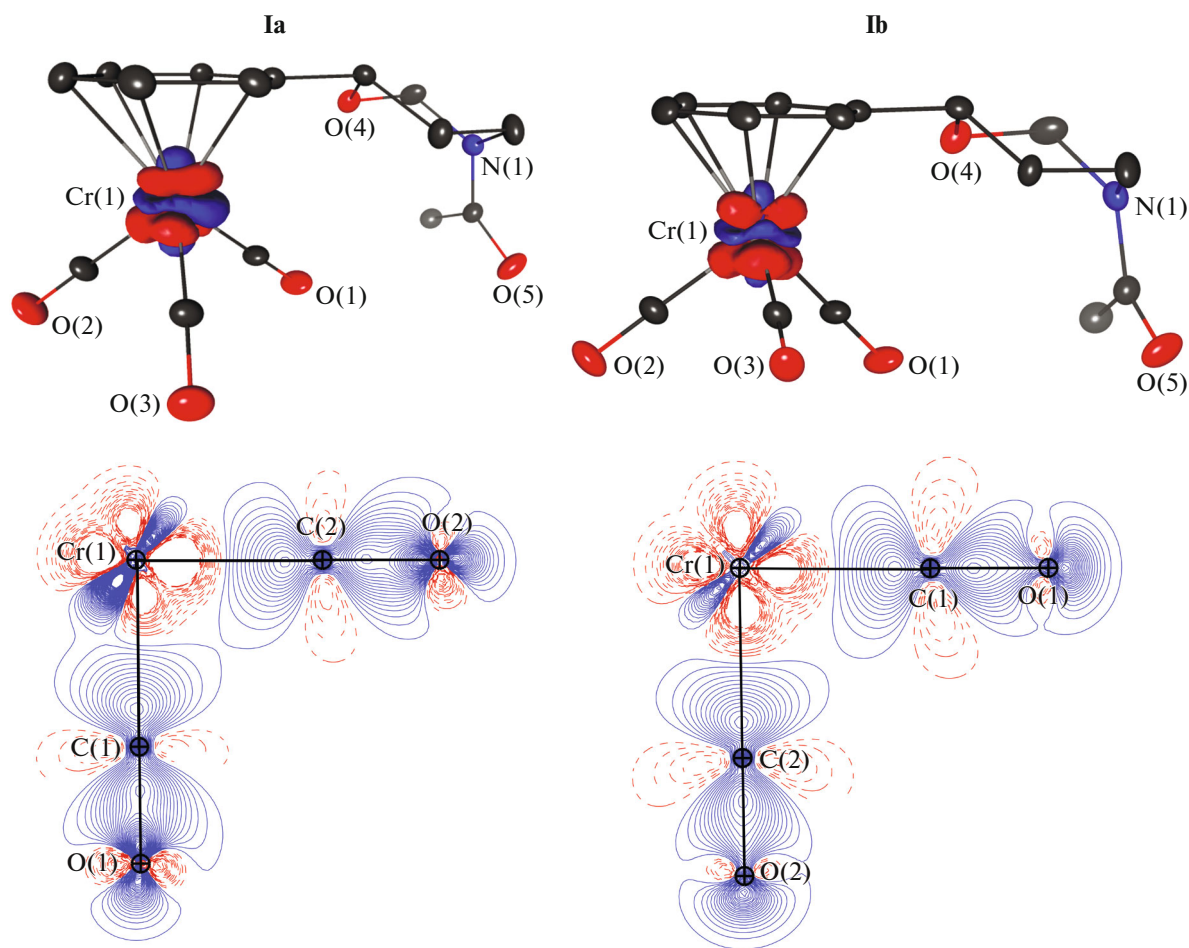 Ia
Ib
O(4)
N(1)
Cr(1)
O(1)
O(5)
O(2)
O(3)
O(4)
N(1)
Cr(1)
O(2)
O(3)
O(1)
O(5)
C(2)
O(2)
Cr(1)
C(1)
O(1)
Cr(1)
C(1)
O(1)
C(2)
O(2)